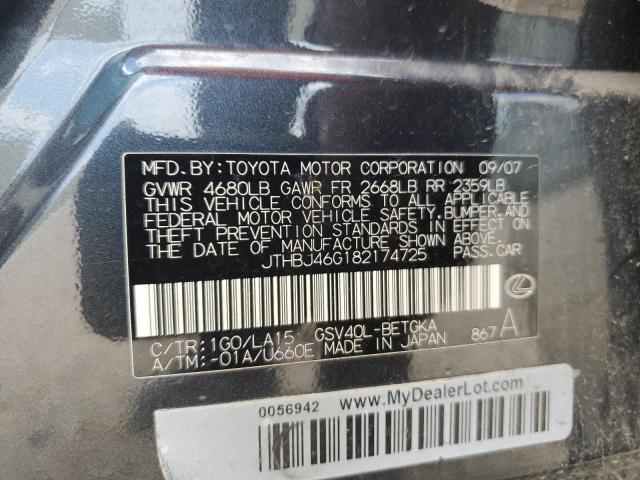 MFD.BY:TOYOTA MOTOR CORPORATION 09/07
GVWR 4680LB GAWR FR 2668LB RR 2359LB
THIS VEHICLE CONFORMS TO ALL APPLICABLE
FEDERAL MOTOR VEHICLE SAFETY,BUMPER,AND
THEFT PREVENTION STANDARDS IN EFFECT ON
THE DATE OF MANUFACTURE SHOWN ABOVE.
JTHBJ46G182174725 PASS.CAR
C/TR:1G0/LA15 GSV40L-BETGKA
A/TM:-01A/U660E MADE IN JAPAN 867 A
0056942 www.MyDealerLot.com